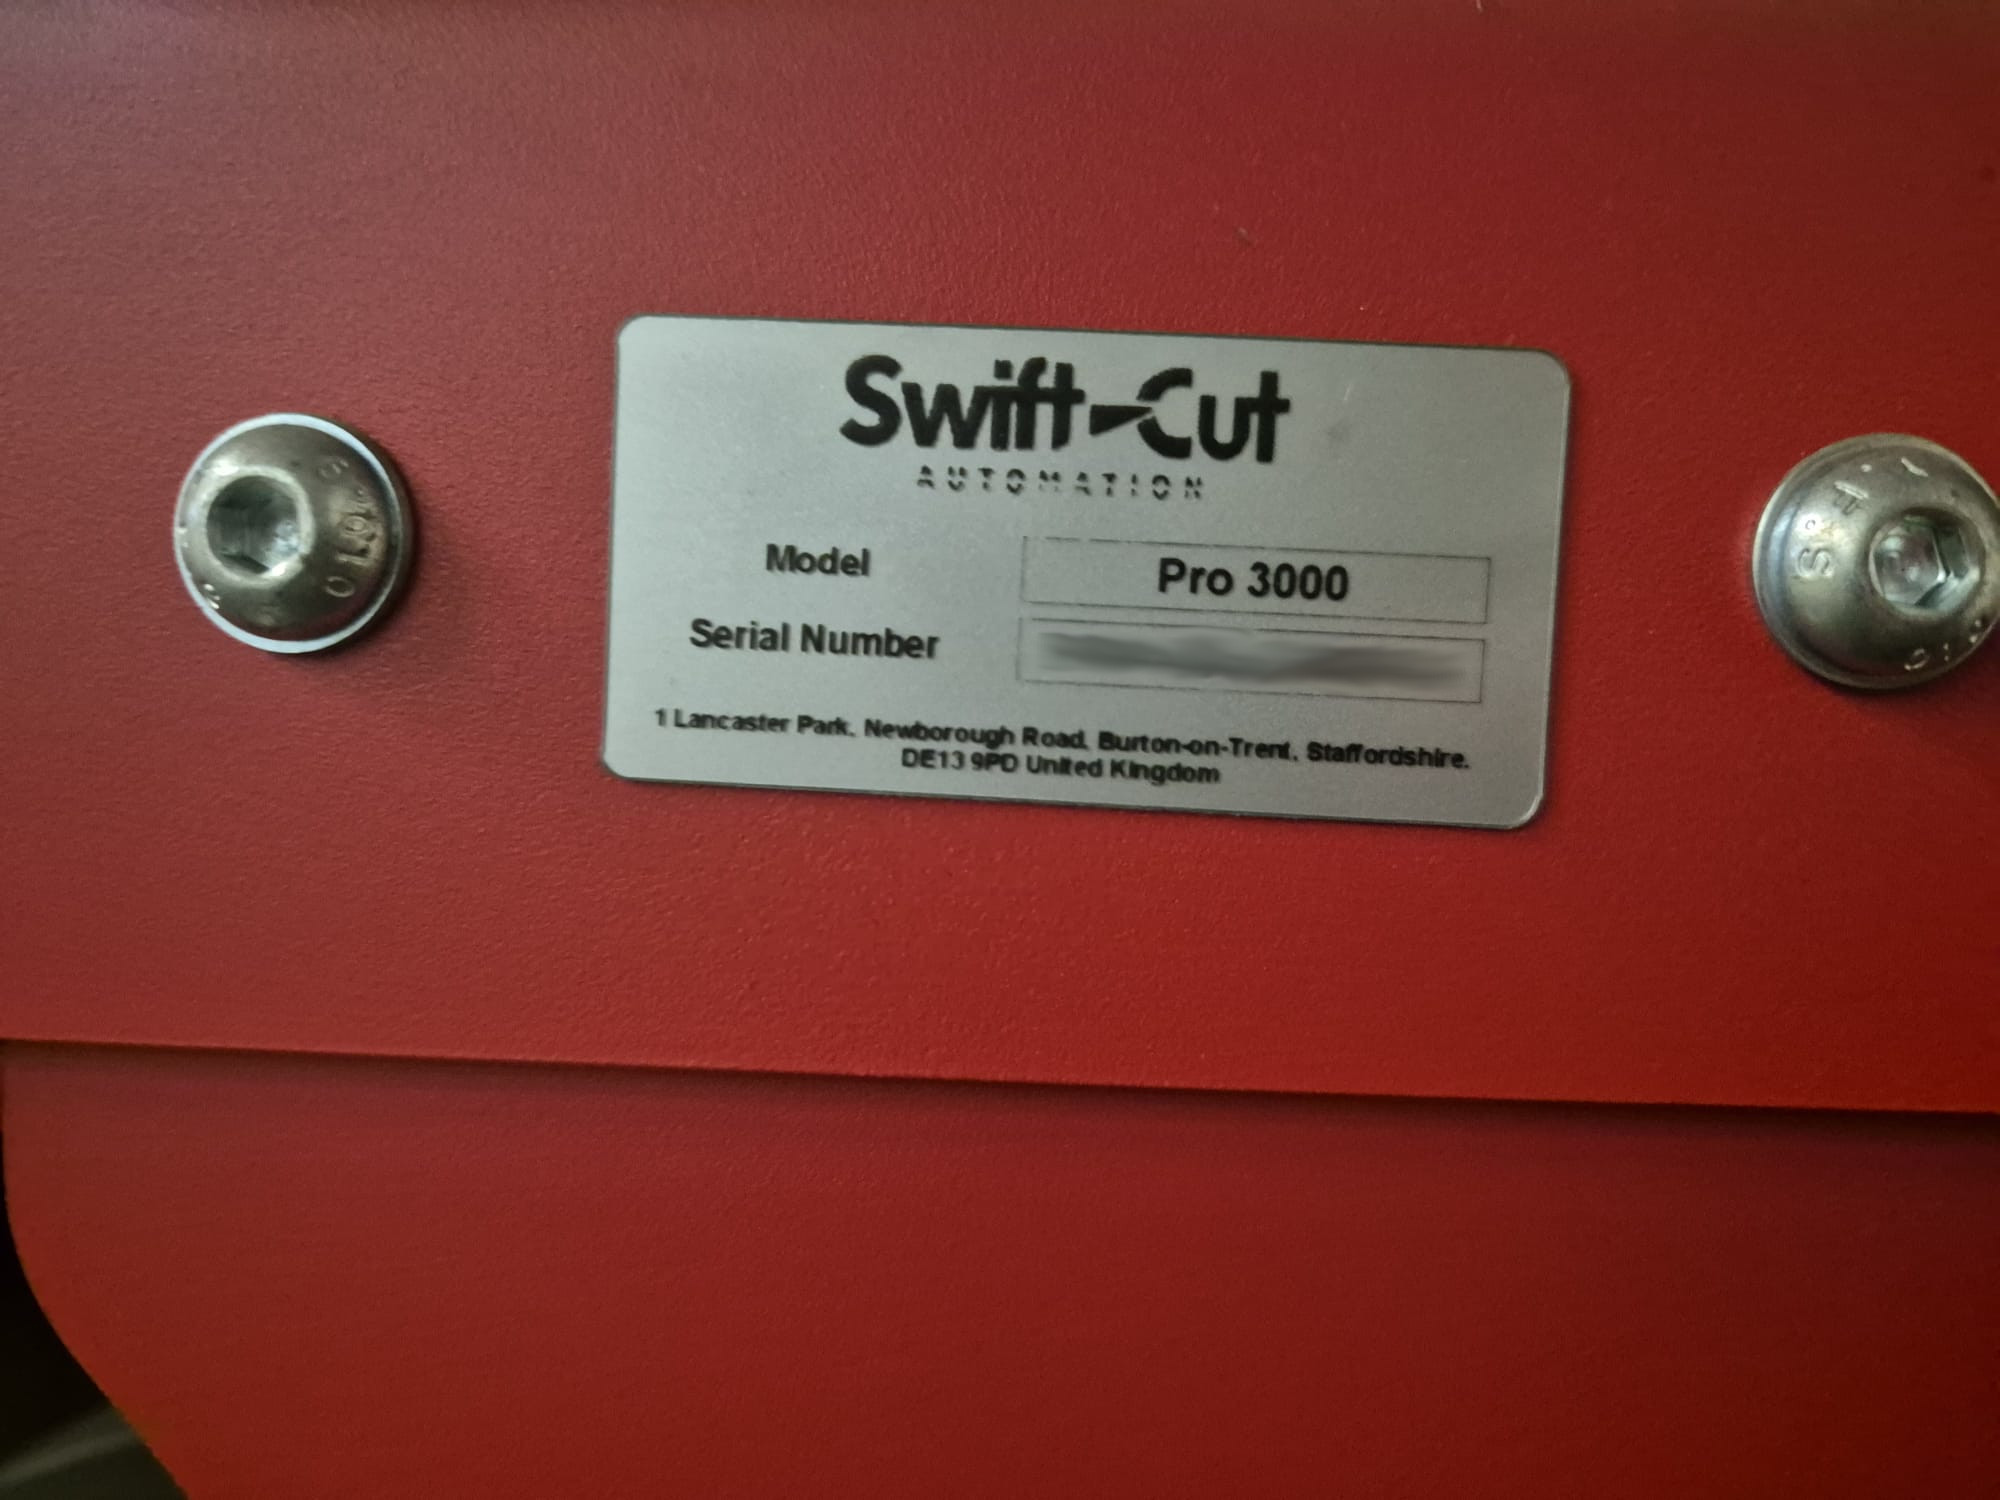 Swift-Cut
AUTOMATION
Model Pro 3000
Serial Number
1 Lancaster Park, Newborough Road, Burton-on-Trent, Staffordshire.
DE13 9PD United Kingdom